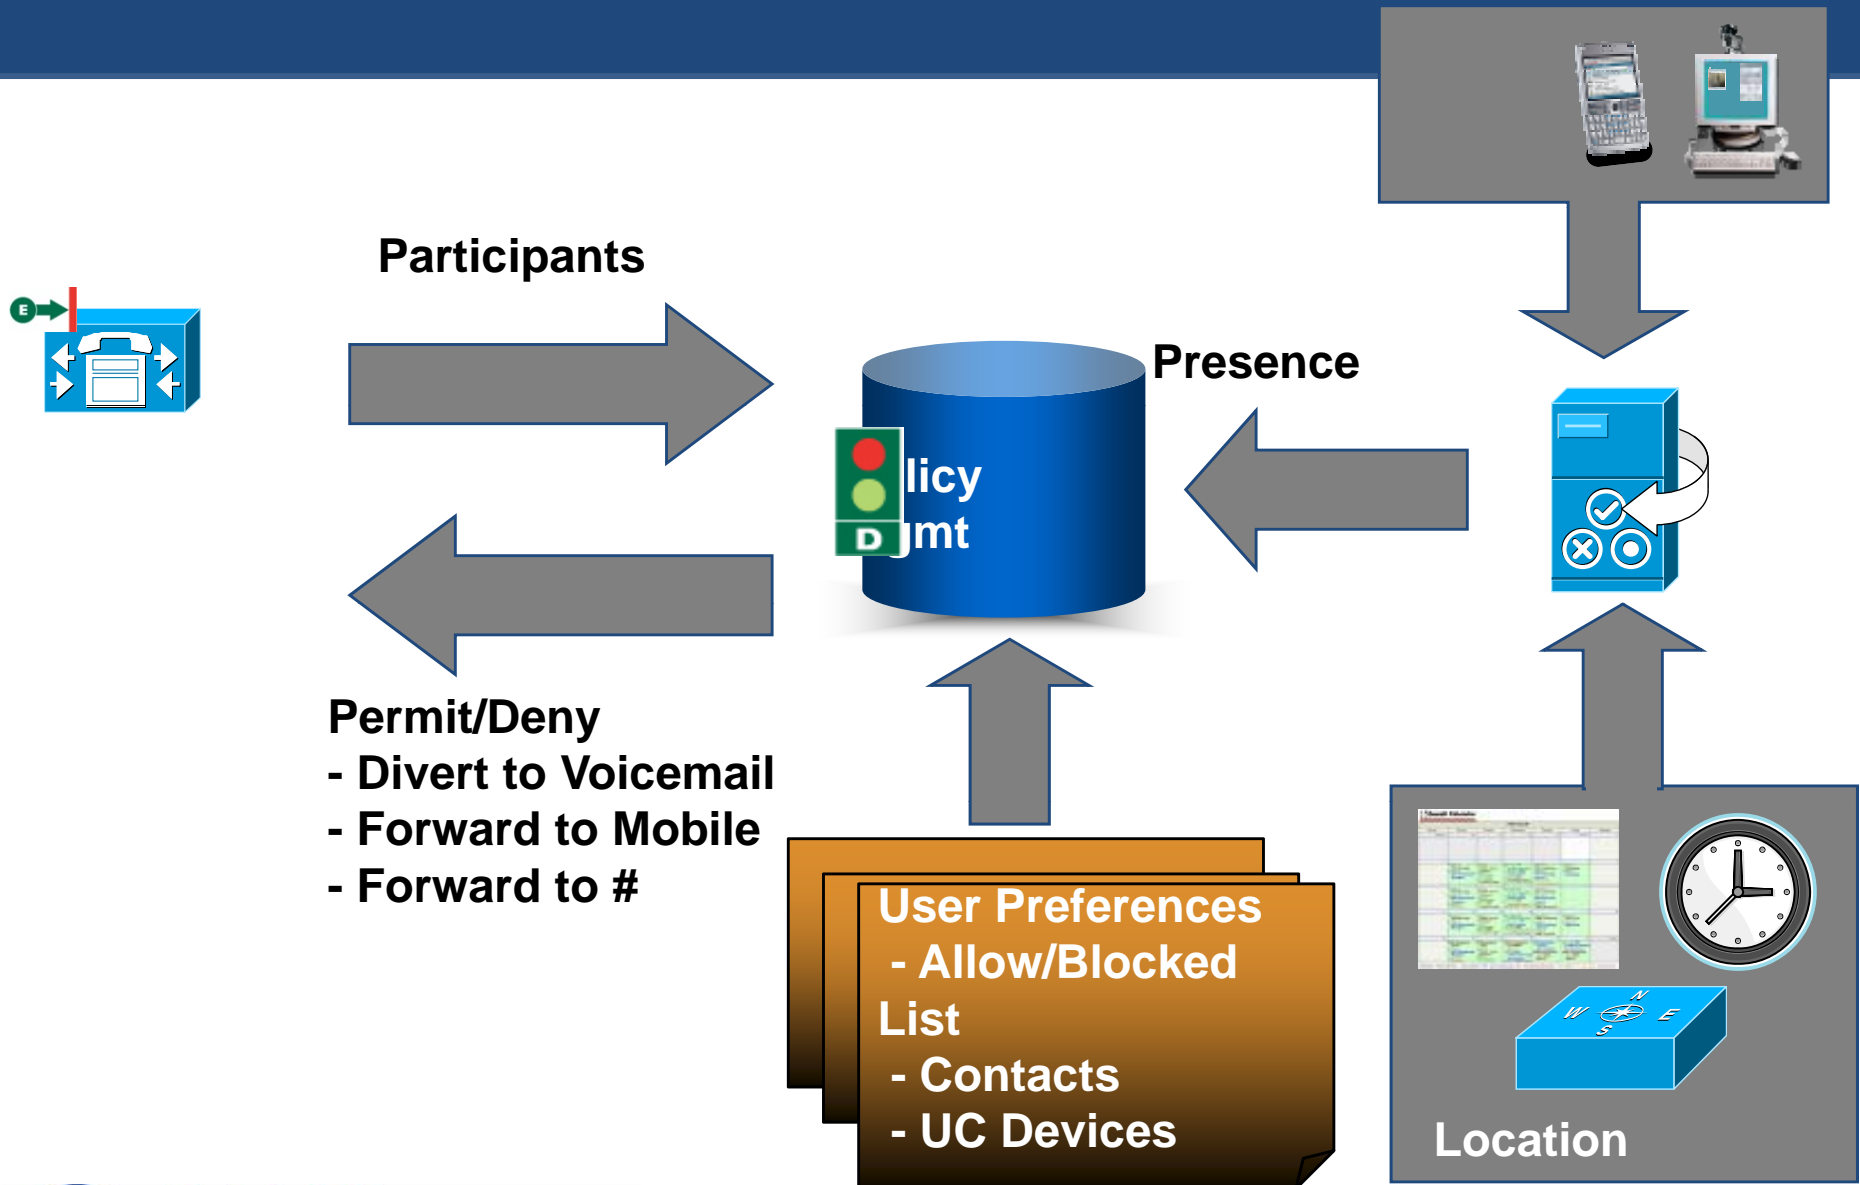 Participants
E
Presence
licy
gmt
D
Permit/Deny
- Divert to Voicemail
- Forward to Mobile
- Forward to #
User Preferences
- Allow/Blocked
List
- Contacts
- UC Devices
N
W E
S
Location